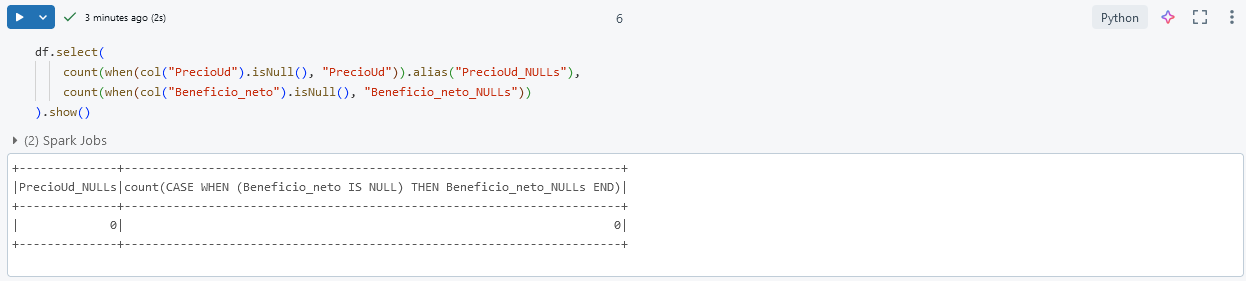 3 minutes ago (2s)
6
Python
df.select(
count(when(col("PrecioUd").isNull(), "PrecioUd")).alias("PrecioUd_NULLs"),
count(when(col("Beneficio_neto").isNull(), "Beneficio_neto_NULLs"))
).show()
(2) Spark Jobs
+--------------+-----------------------------------------------------------------------+
|PrecioUd_NULLs|count(CASE WHEN (Beneficio_neto IS NULL) THEN Beneficio_neto_NULLs END)|
+--------------+-----------------------------------------------------------------------+
|             0|                                                                      0|
+--------------+-----------------------------------------------------------------------+